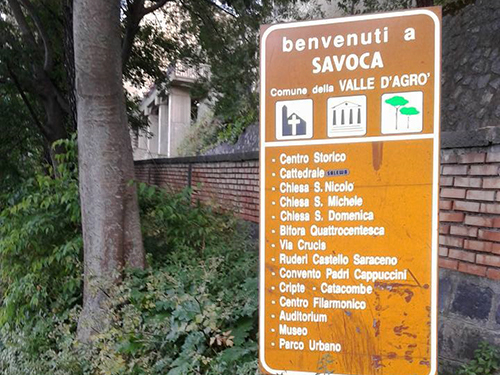 benvenuti a
SAVOCA
Comune della VALLE D'AGRO'
- Centro Storico
- Cattedrale
- Chiesa S. Nicolo
- Chiesa S. Michele
- Chiesa S. Domenica
- Bifora Quattrocentesca
- Via Crucis
- Ruderi Castello Saraceno
- Convento Padri Cappuccini
- Cripte - Catacombe
- Centro Filarmonico
- Auditorium
- Museo
- Parco Urbano